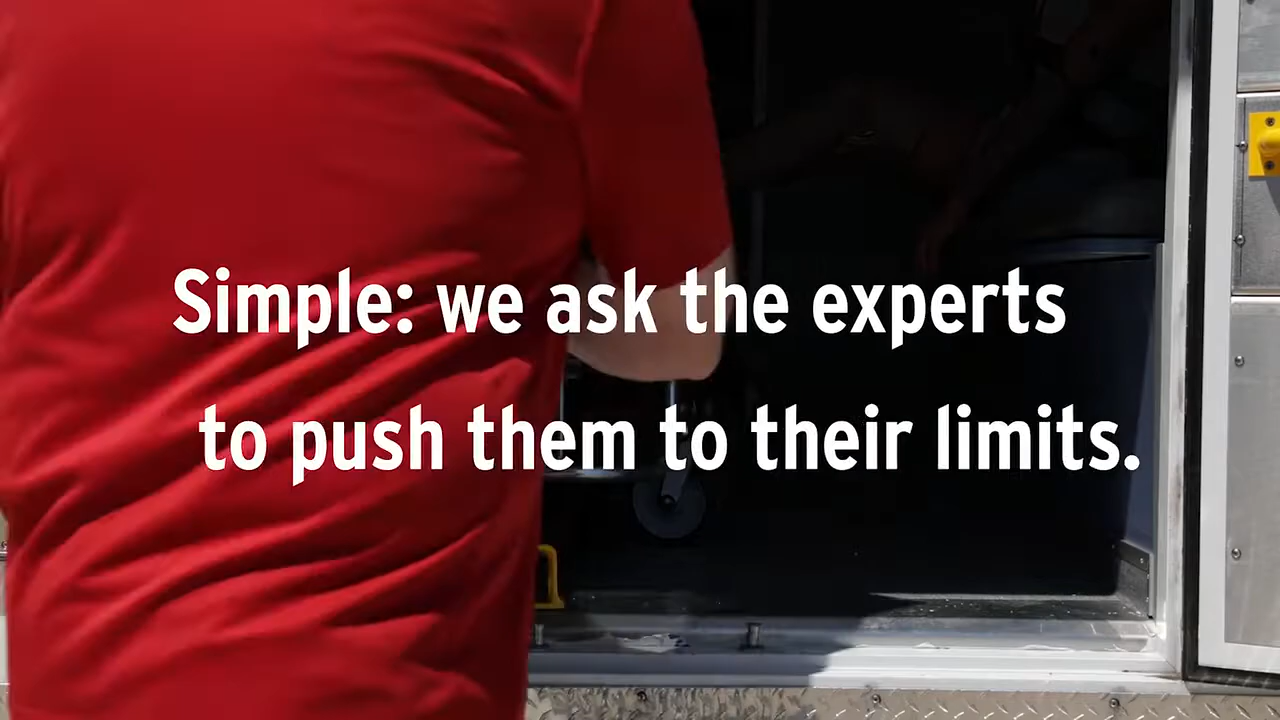 Simple: we ask the experts
to push them to their limits.